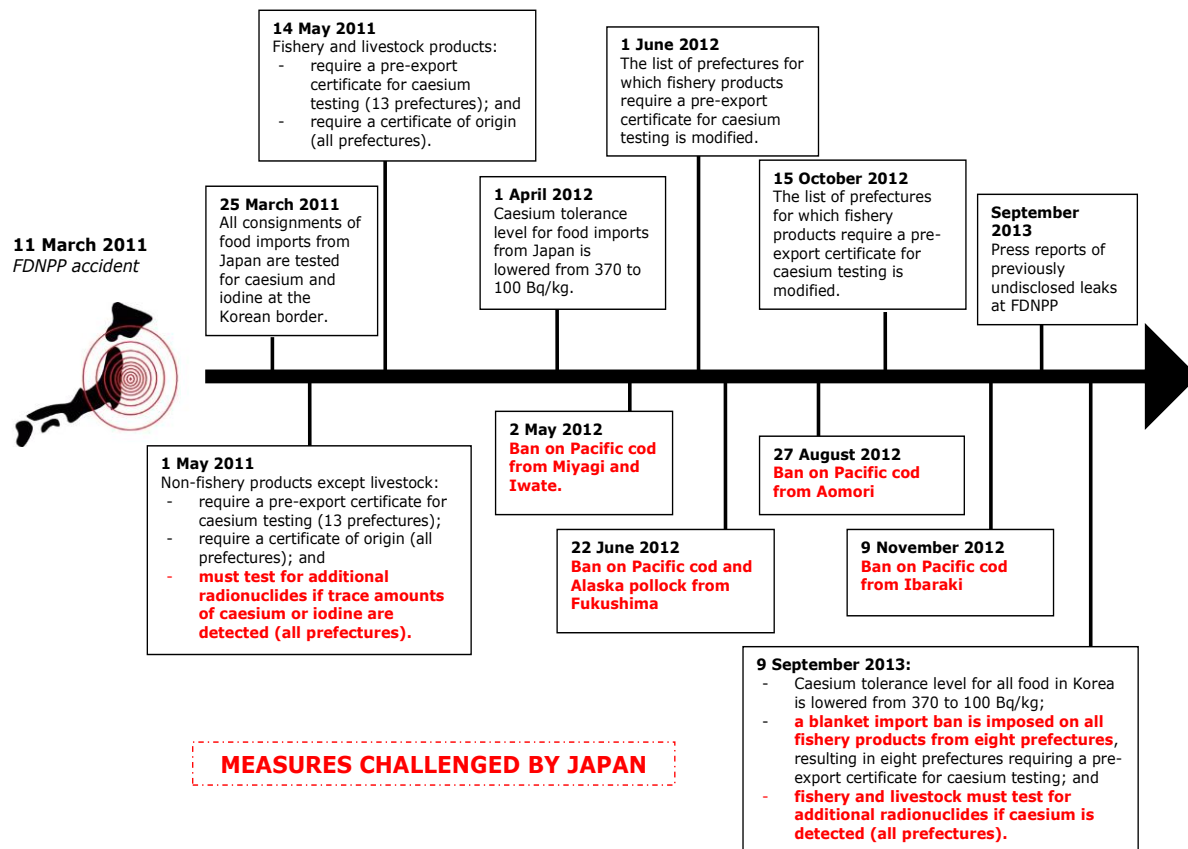 14 May 2011
Fishery and livestock products:
- require a pre-export
certificate for caesium
testing (13 prefectures); and
- require a certificate of origin
(all prefectures).
1 June 2012
The list of prefectures for
which fishery products
require a pre-export
certificate for caesium
testing is modified.
25 March 2011
All consignments of
food imports from
Japan are tested
for caesium and
iodine at the
Korean border.
1 April 2012
Caesium tolerance
level for food imports
from Japan is
lowered from 370 to
100 Bq/kg.
15 October 2012
The list of prefectures
for which fishery
products require a pre-
export certificate for
caesium testing is
modified.
September
2013
Press reports of
previously
undisclosed leaks
at FDNPP
11 March 2011
FDNPP accident
1 May 2011
Non-fishery products except livestock:
- require a pre-export certificate for
caesium testing (13 prefectures);
- require a certificate of origin (all
prefectures); and
- must test for additional
radionuclides if trace amounts
of caesium or iodine are
detected (all prefectures).
2 May 2012
Ban on Pacific cod
from Miyagi and
Iwate.
22 June 2012
Ban on Pacific cod and
Alaska pollock from
Fukushima
27 August 2012
Ban on Pacific cod
from Aomori
9 November 2012
Ban on Pacific cod
from Ibaraki
9 September 2013:
- Caesium tolerance level for all food in Korea
is lowered from 370 to 100 Bq/kg;
- a blanket import ban is imposed on all
fishery products from eight prefectures,
resulting in eight prefectures requiring a pre-
export certificate for caesium testing; and
- fishery and livestock must test for
additional radionuclides if caesium is
detected (all prefectures).
MEASURES CHALLENGED BY JAPAN